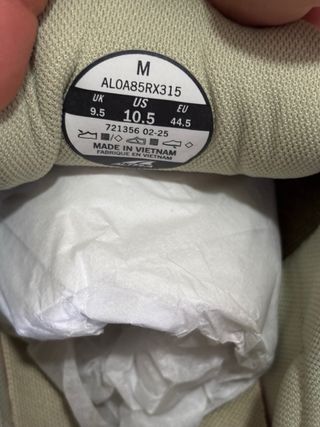 M
AL0A85RX315
UK US EU
9.5 10.5 44.5
721356 02-25
MADE IN VIETNAM
FABRIQUE EN VIETNAM